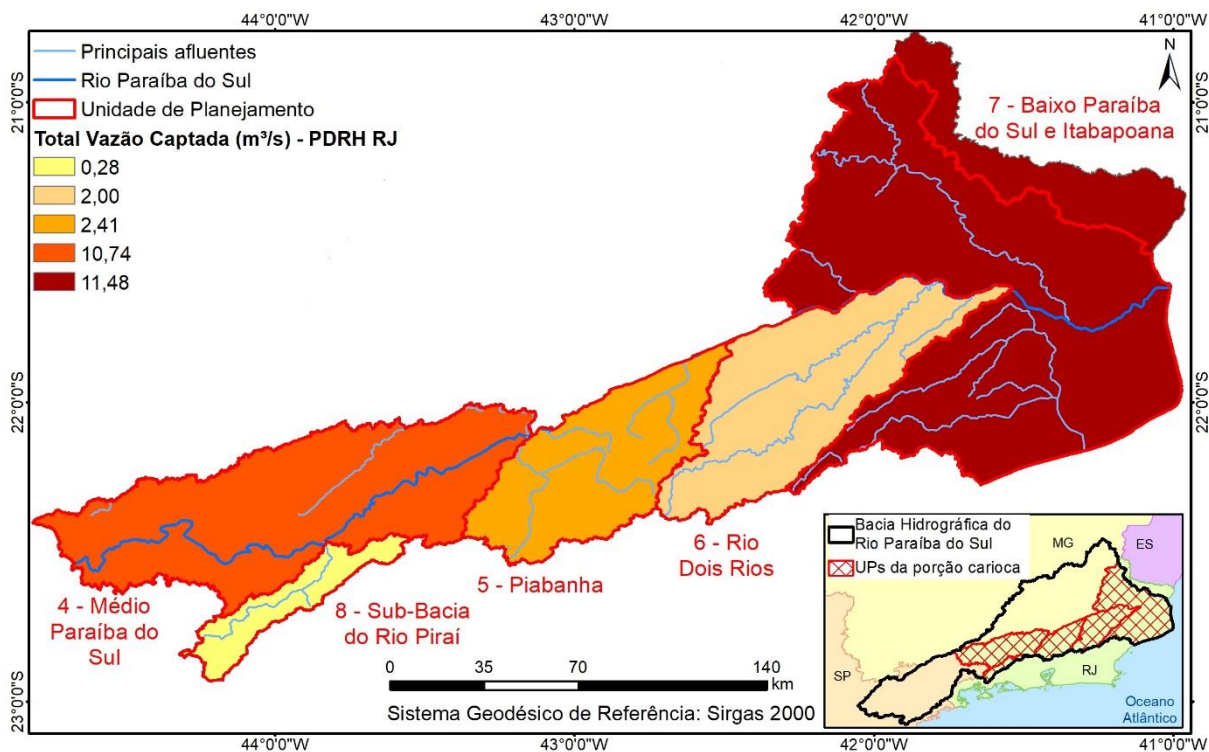 44°0'0"W
43°0'0"W
42°0'0"W
41°0'0"W
Principais afluentes
Rio Paraíba do Sul
Unidade de Planejamento
Total Vazão Captada (m³/s) - PDRH RJ
0,28
2,00
2,41
10,74
11,48
N
21°0'0"S
21°0'0"S
7 - Baixo Paraíba
do Sul e Itabapoana
22°0'0"S
22°0'0"S
6 - Rio
Dois Rios
5 - Piabanha
4 - Médio
Paraíba do
Sul
8 - Sub-Bacia
do Rio Piraí
0 35 70 140
km
Sistema Geodésico de Referência: Sirgas 2000
Bacia Hidrográfica do
Rio Paraíba do Sul
UPs da porção carioca
MG
ES
SP
RJ
Oceano
Atlântico
23°0'0"S
23°0'0"S
44°0'0"W
43°0'0"W
42°0'0"W
41°0'0"W